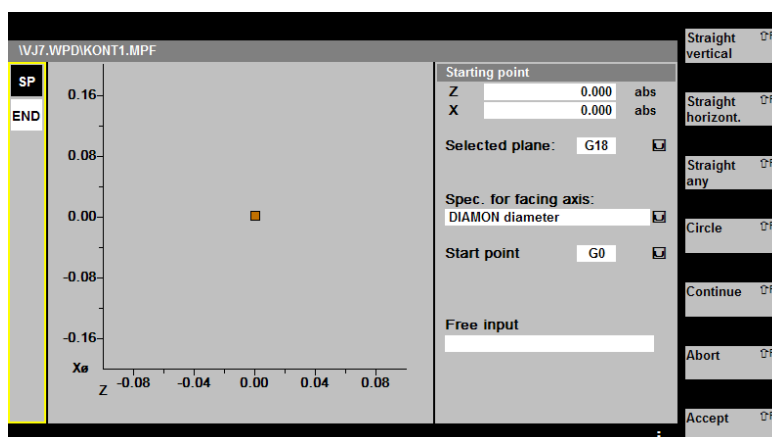 \VJ7.WPD\KONT1.MPF
SP
END
0.16
0.08
0.00
-0.08
-0.16
Xø
Z
-0.08 -0.04 0.00 0.04 0.08
Starting point
Z 0.000 abs
X 0.000 abs
Selected plane: G18
Spec. for facing axis:
DIAMON diameter
Start point G0
Free input
Straight
vertical
Straight
horizont.
Straight
any
Circle
Continue
Abort
Accept